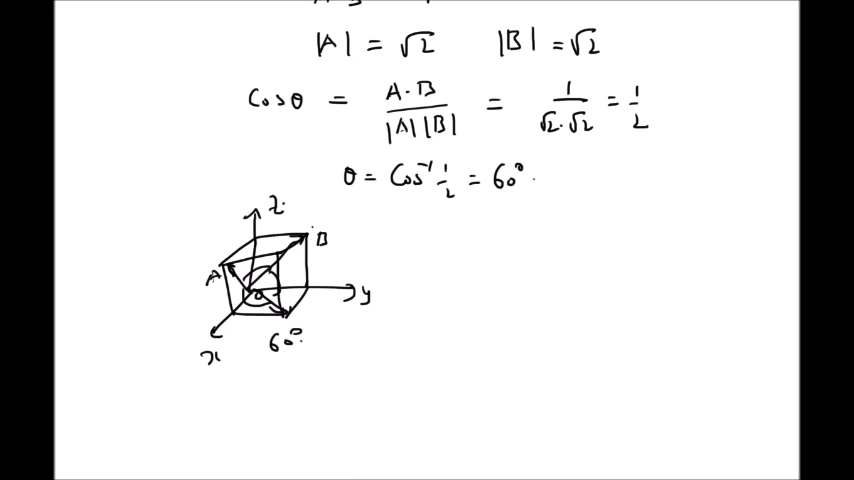 |A| = √2 |B| = √2
Cosθ = A·B / |A||B| = 1 / √2·√2 = 1/2
θ = Cos⁻¹ 1/2 = 60°.
z
B
A
o
y
60°
x